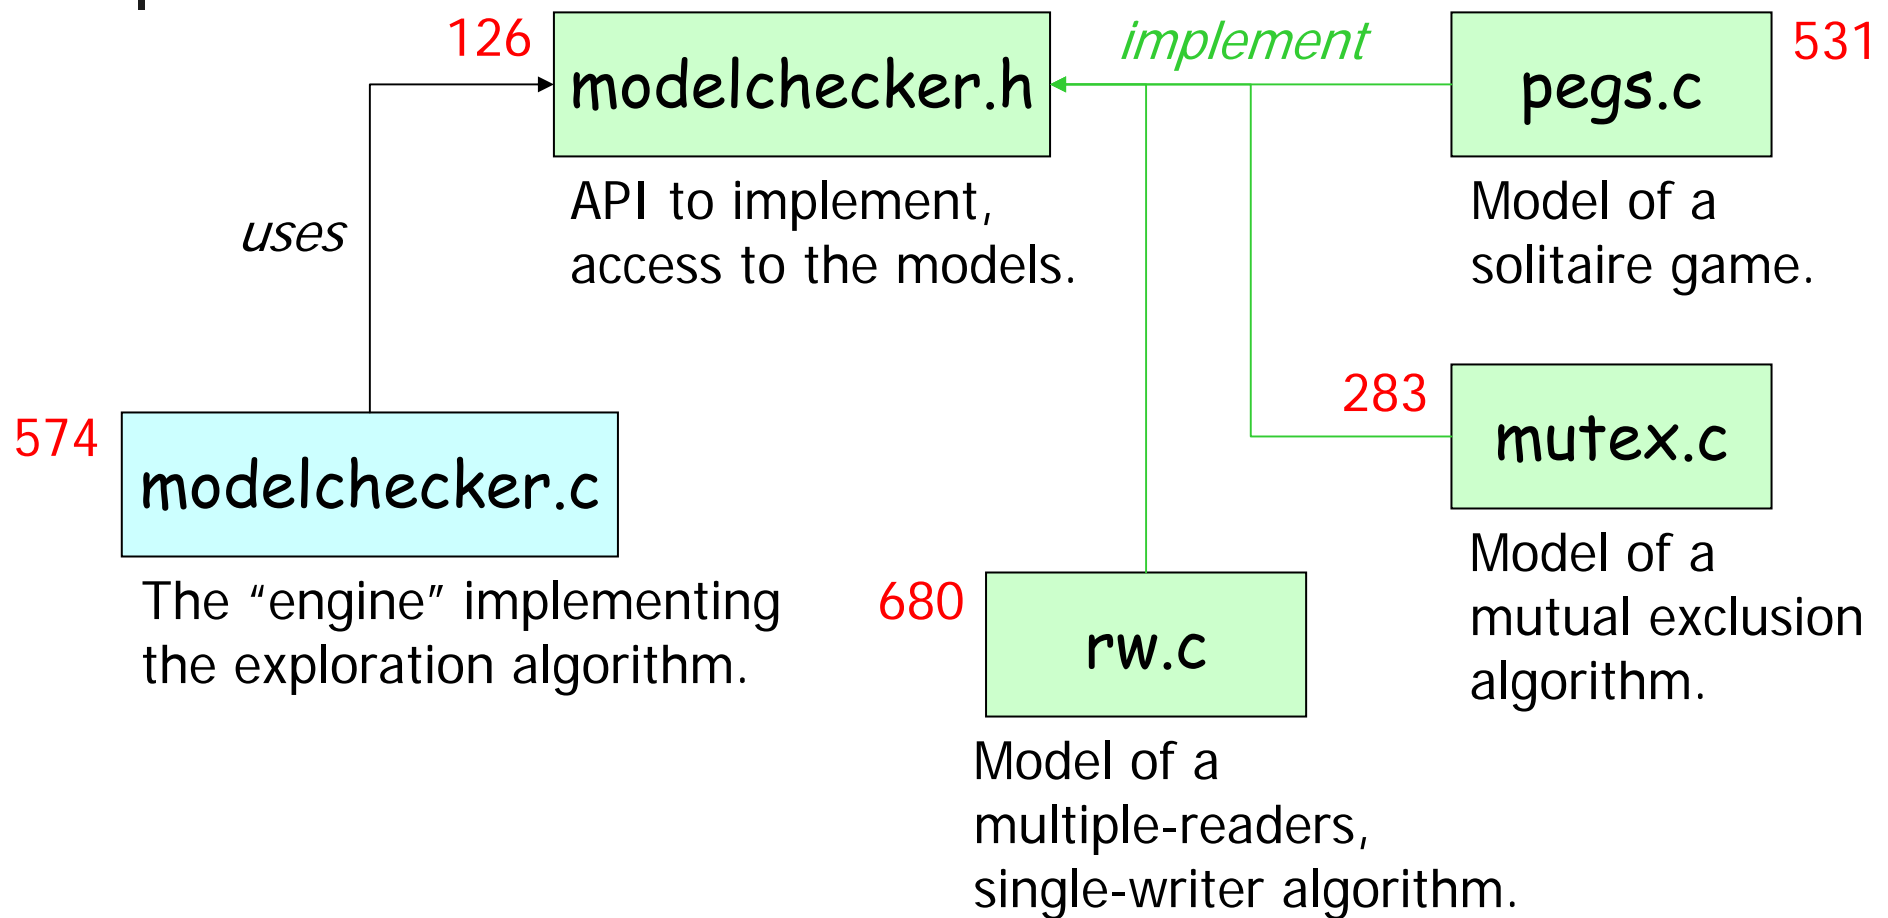 126
modelchecker.h
implement
pegs.c
531
API to implement,
access to the models.
Model of a
solitaire game.
uses
574
modelchecker.c
The “engine” implementing
the exploration algorithm.
283
mutex.c
Model of a
mutual exclusion
algorithm.
680
rw.c
Model of a
multiple-readers,
single-writer algorithm.